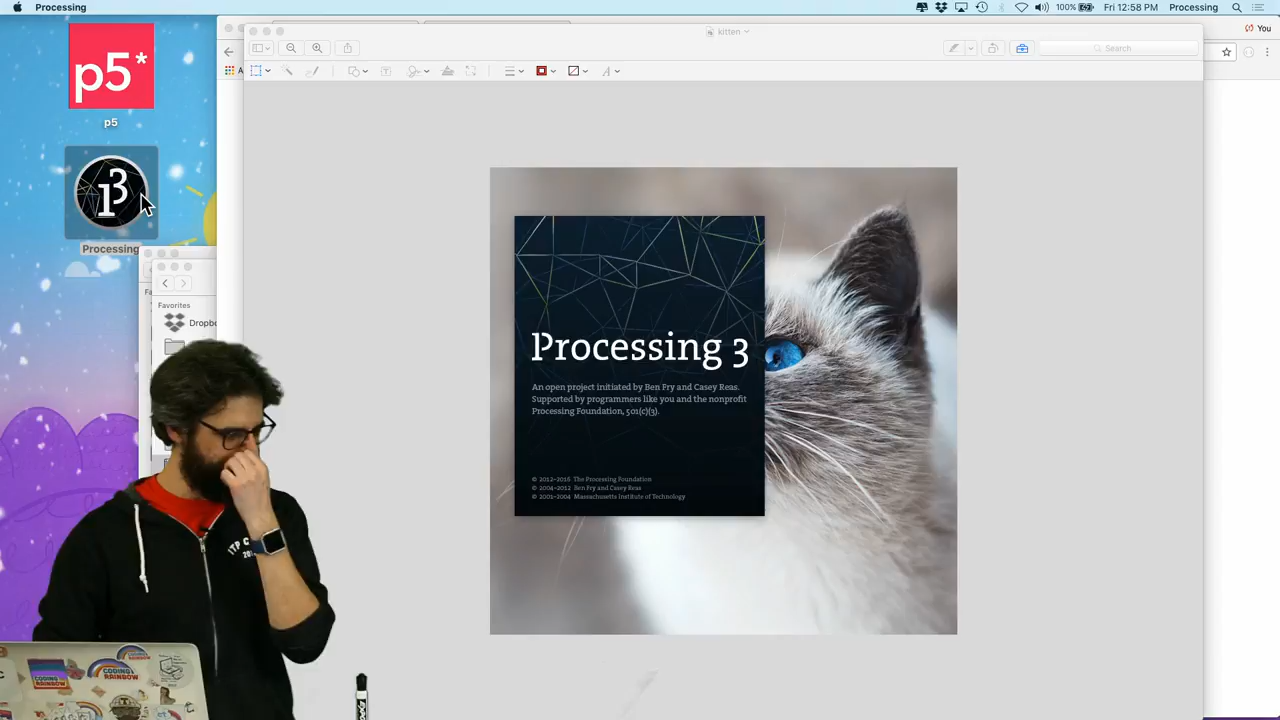 Processing
100%
Fri 12:58 PM
Processing
p5*
p5
Processing
Favorites
kitten
Search
You
Processing 3
An open project initiated by Ben Fry and Casey Reas.
Supported by programmers like you and the nonprofit
Processing Foundation, 501(c)(3).
© 2012–2016 The Processing Foundation
© 2004–2012 Ben Fry and Casey Reas
© 2001–2004 Massachusetts Institute of Technology
CODING
RAINBOW
CODING
RAINBOW